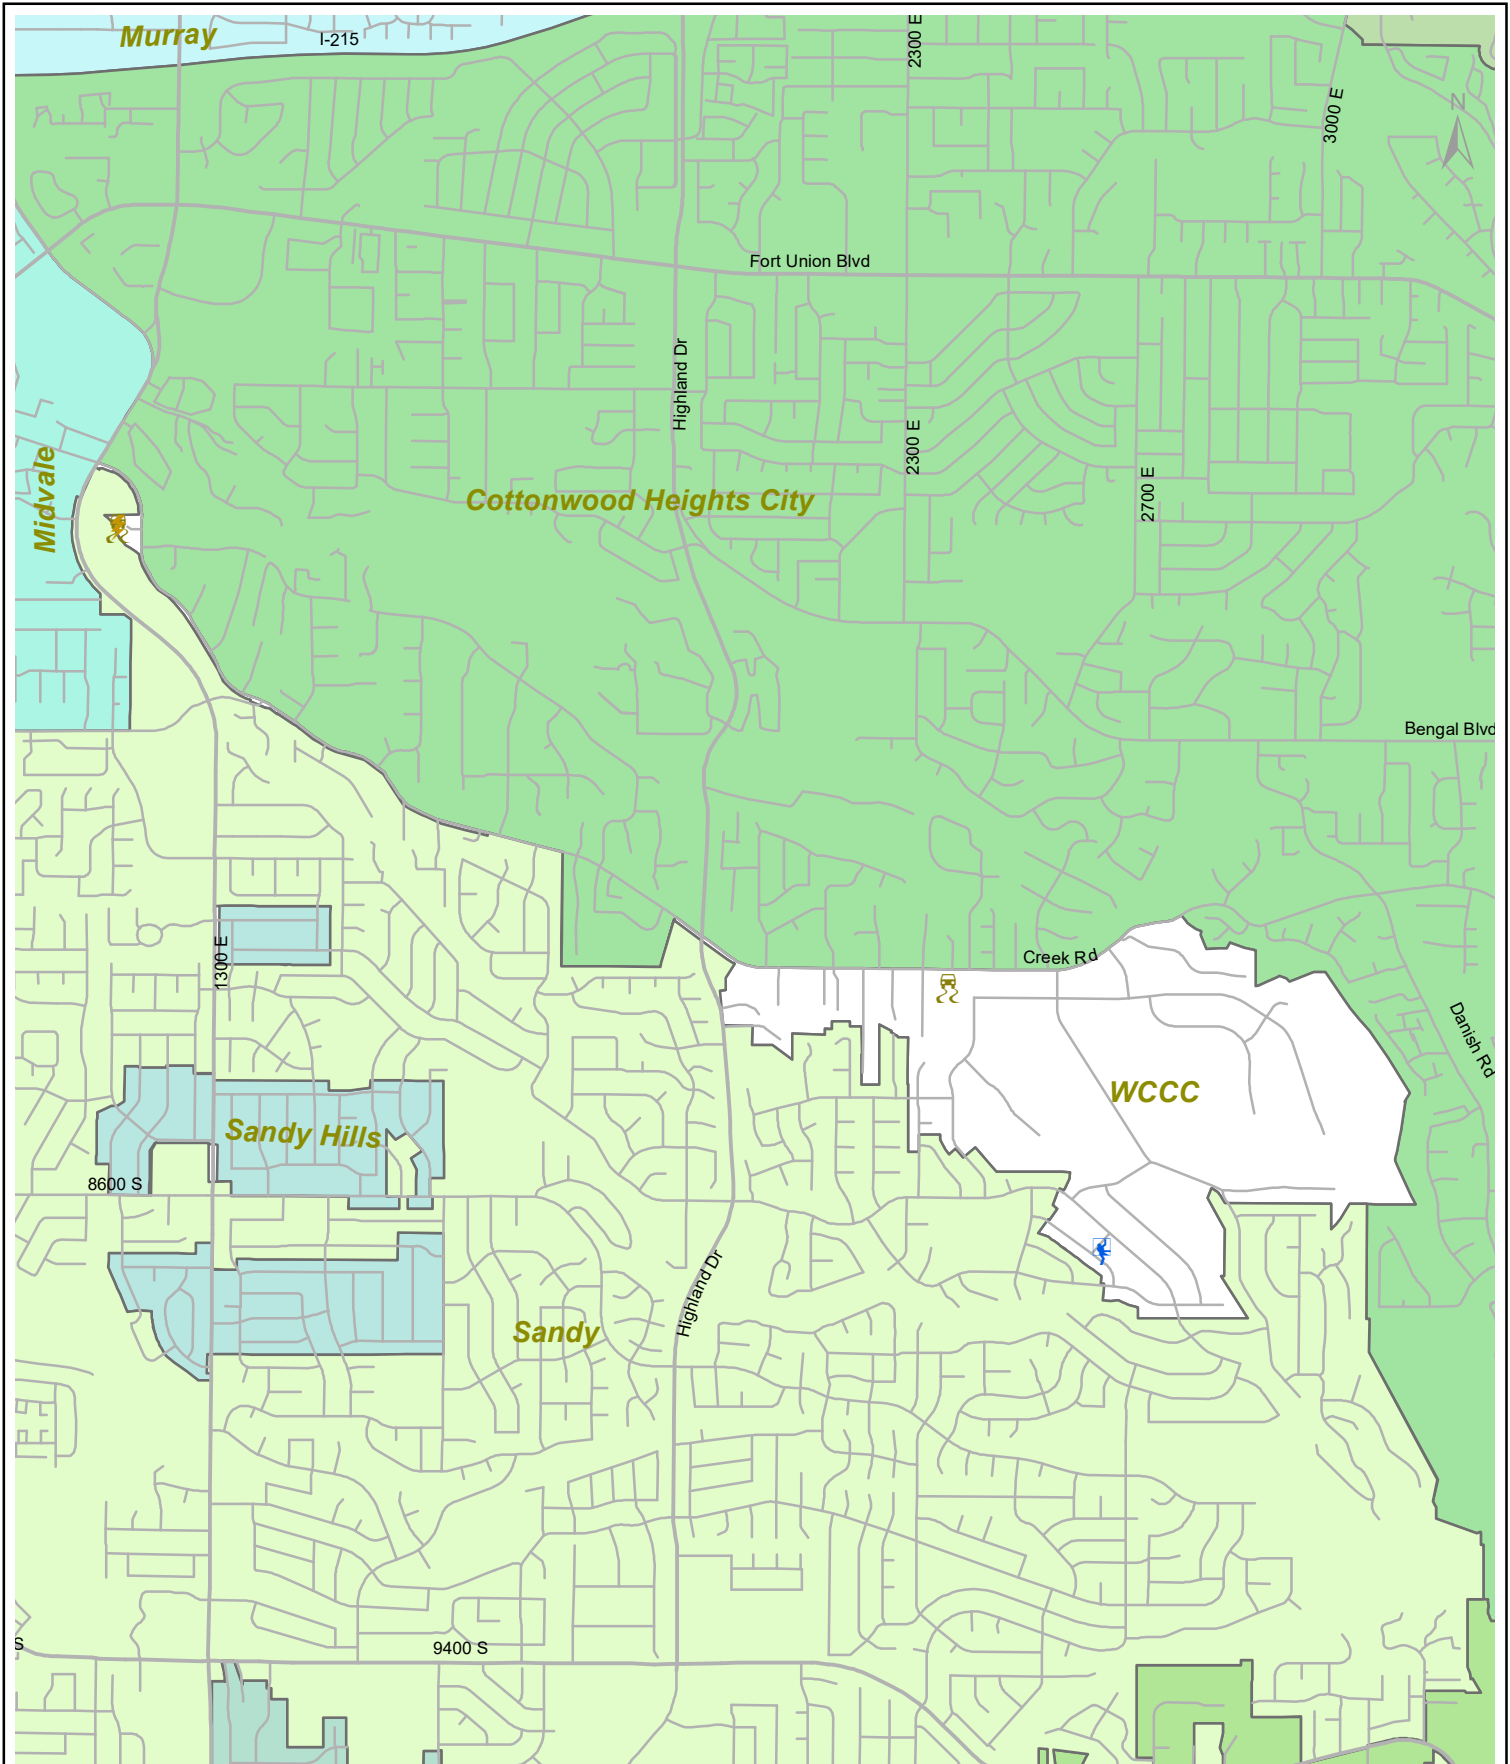 Murray
I-215
2300 E
3000 E
N
Fort Union Blvd
Highland Dr
2300 E
2700 E
Midvale
Cottonwood Heights City
Bengal Blvd
1300 E
Creek Rd
Danish Rd
WCCC
Sandy Hills
8600 S
Highland Dr
Sandy
S
9400 S